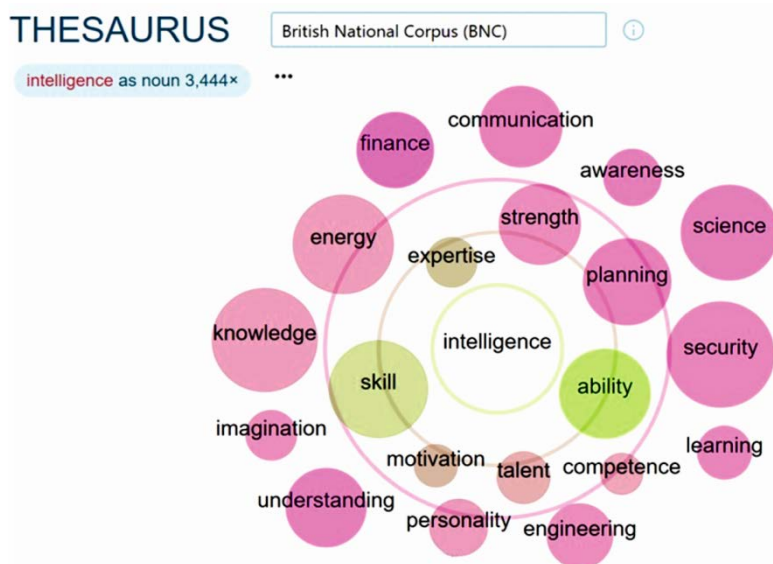 THESAURUS
British National Corpus (BNC)
intelligence as noun 3,444×
•••
communication
finance
awareness
strength
science
energy
expertise
planning
knowledge
intelligence
security
skill
ability
imagination
learning
motivation
talent
competence
understanding
personality
engineering